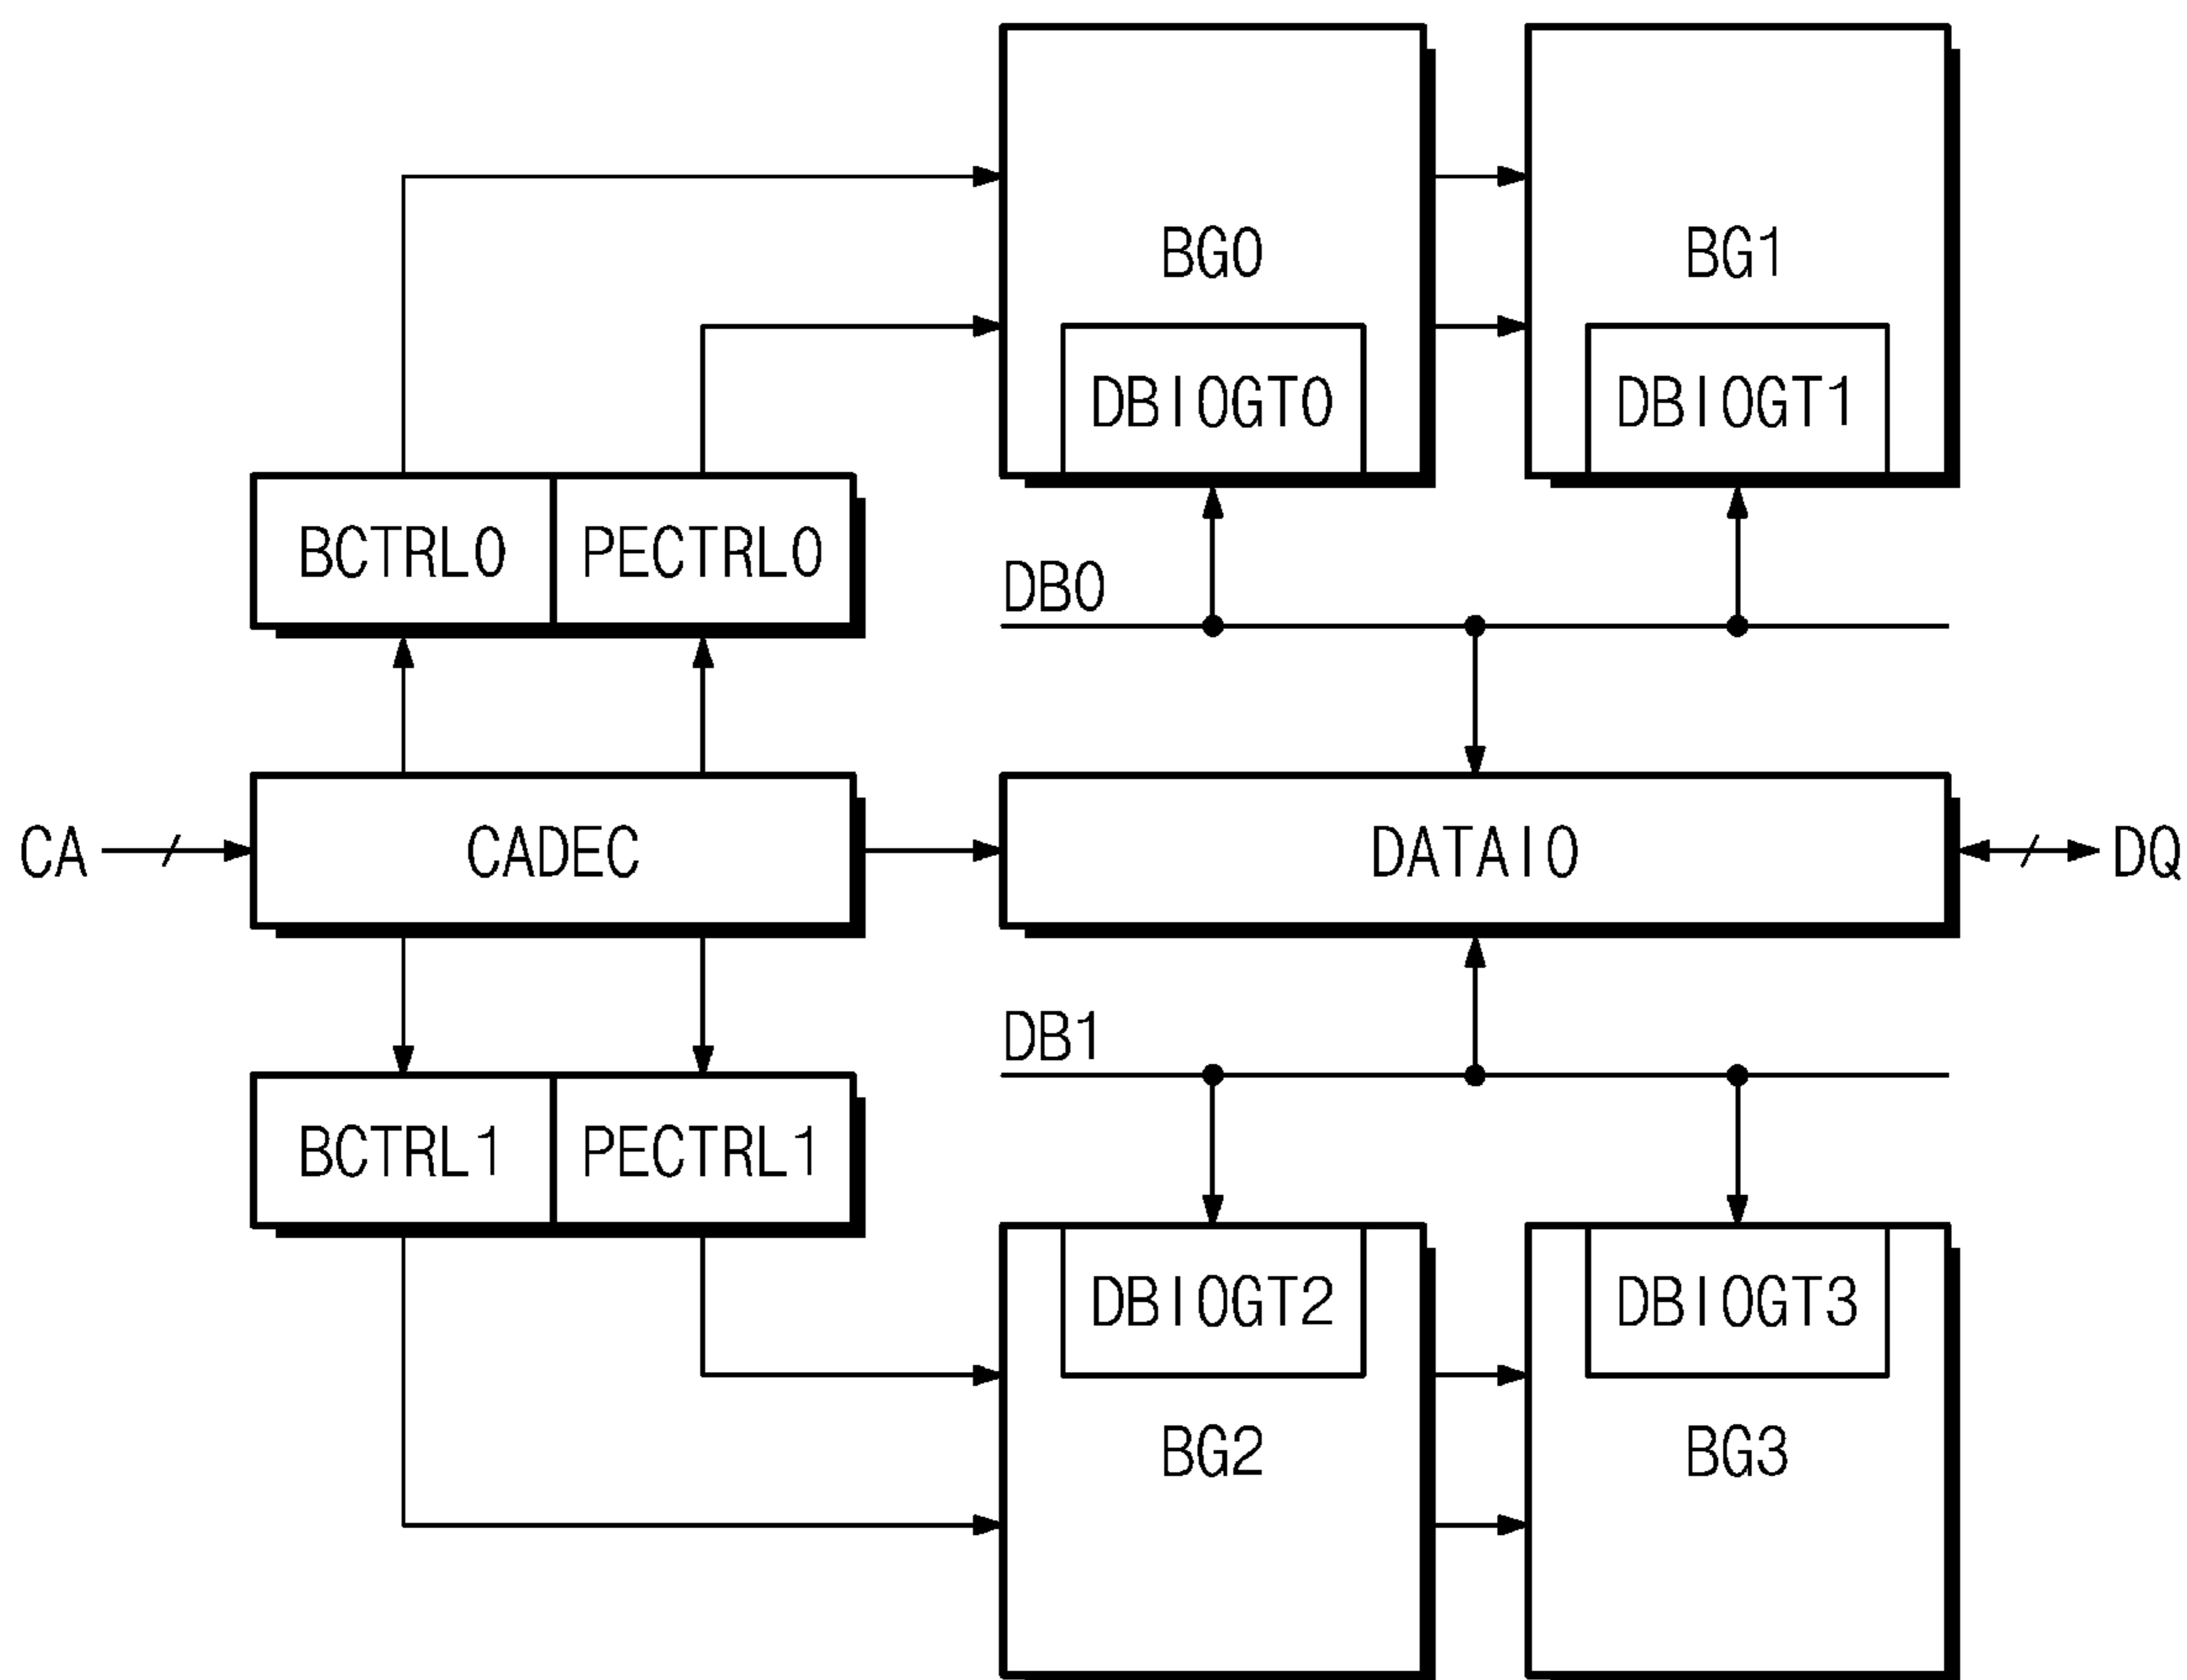 BG0
BG1
DBIOGT0
DBIOGT1
BCTRL0
PECTRL0
DB0
CA
CADEC
DATAIO
DQ
DB1
BCTRL1
PECTRL1
DBIOGT2
DBIOGT3
BG2
BG3